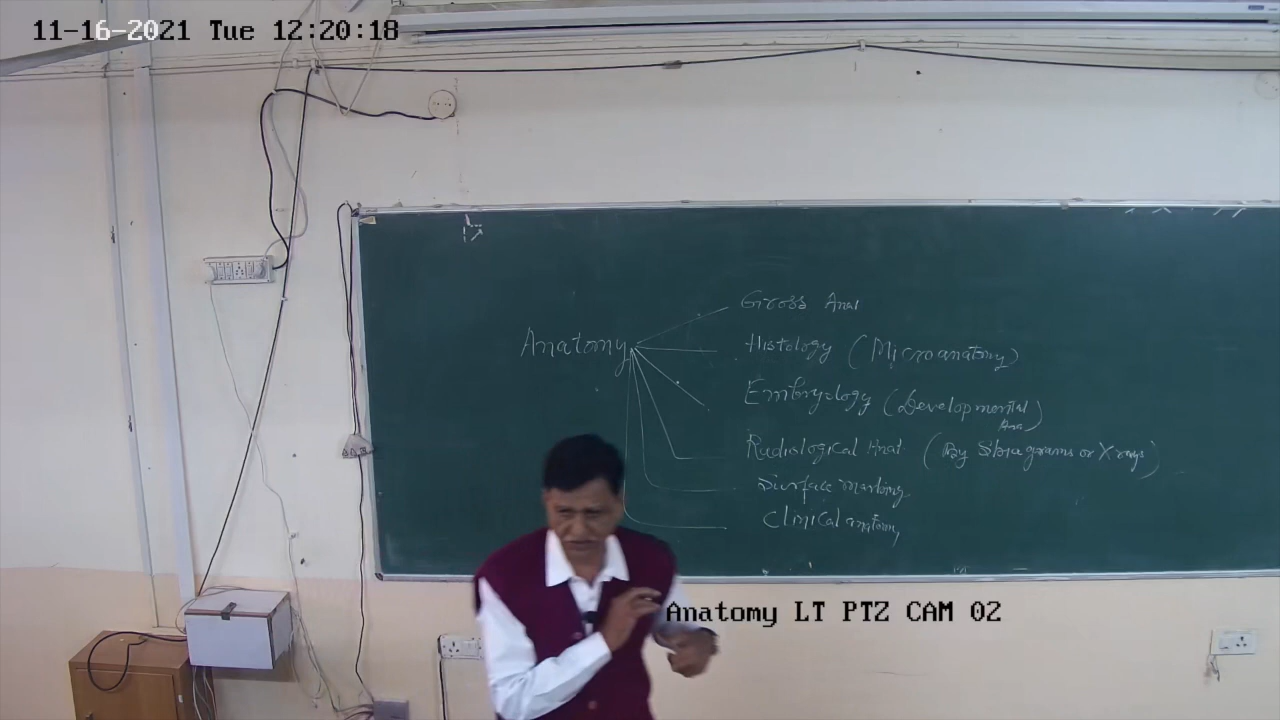 11-16-2021 Tue 12:20:18
Gross Anat
Anatomy
Histology (Microanatomy)
Embryology (Developmental
Ana)
Radiological Anat. (By Skiagrams or X rays)
Surface marking
Clinical anatomy
Anatomy LT PTZ CAM 02